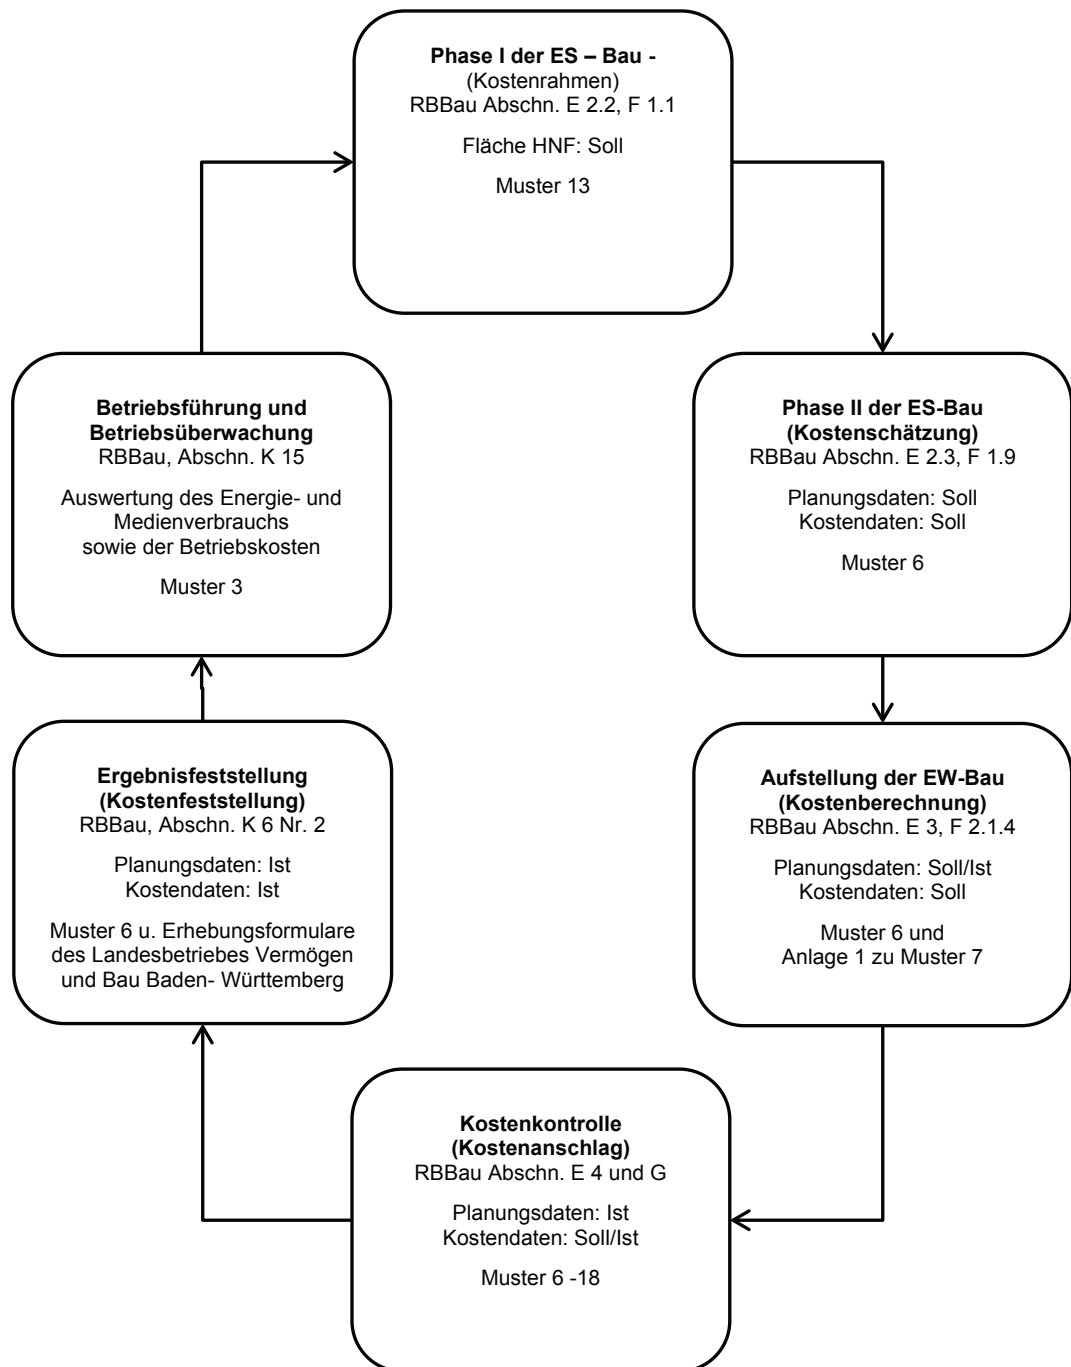 Phase I der ES – Bau -
(Kostenrahmen)
RBBau Abschn. E 2.2, F 1.1
Fläche HNF: Soll
Muster 13
Phase II der ES-Bau
(Kostenschätzung)
RBBau Abschn. E 2.3, F 1.9
Planungsdaten: Soll
Kostendaten: Soll
Muster 6
Aufstellung der EW-Bau
(Kostenberechnung)
RBBau Abschn. E 3, F 2.1.4
Planungsdaten: Soll/Ist
Kostendaten: Soll
Muster 6 und
Anlage 1 zu Muster 7
Kostenkontrolle
(Kostenanschlag)
RBBau Abschn. E 4 und G
Planungsdaten: Ist
Kostendaten: Soll/Ist
Muster 6 -18
Ergebnisfeststellung
(Kostenfeststellung)
RBBau, Abschn. K 6 Nr. 2
Planungsdaten: Ist
Kostendaten: Ist
Muster 6 u. Erhebungsformulare
des Landesbetriebes Vermögen
und Bau Baden- Württemberg
Betriebsführung und
Betriebsüberwachung
RBBau, Abschn. K 15
Auswertung des Energie- und
Medienverbrauchs
sowie der Betriebskosten
Muster 3